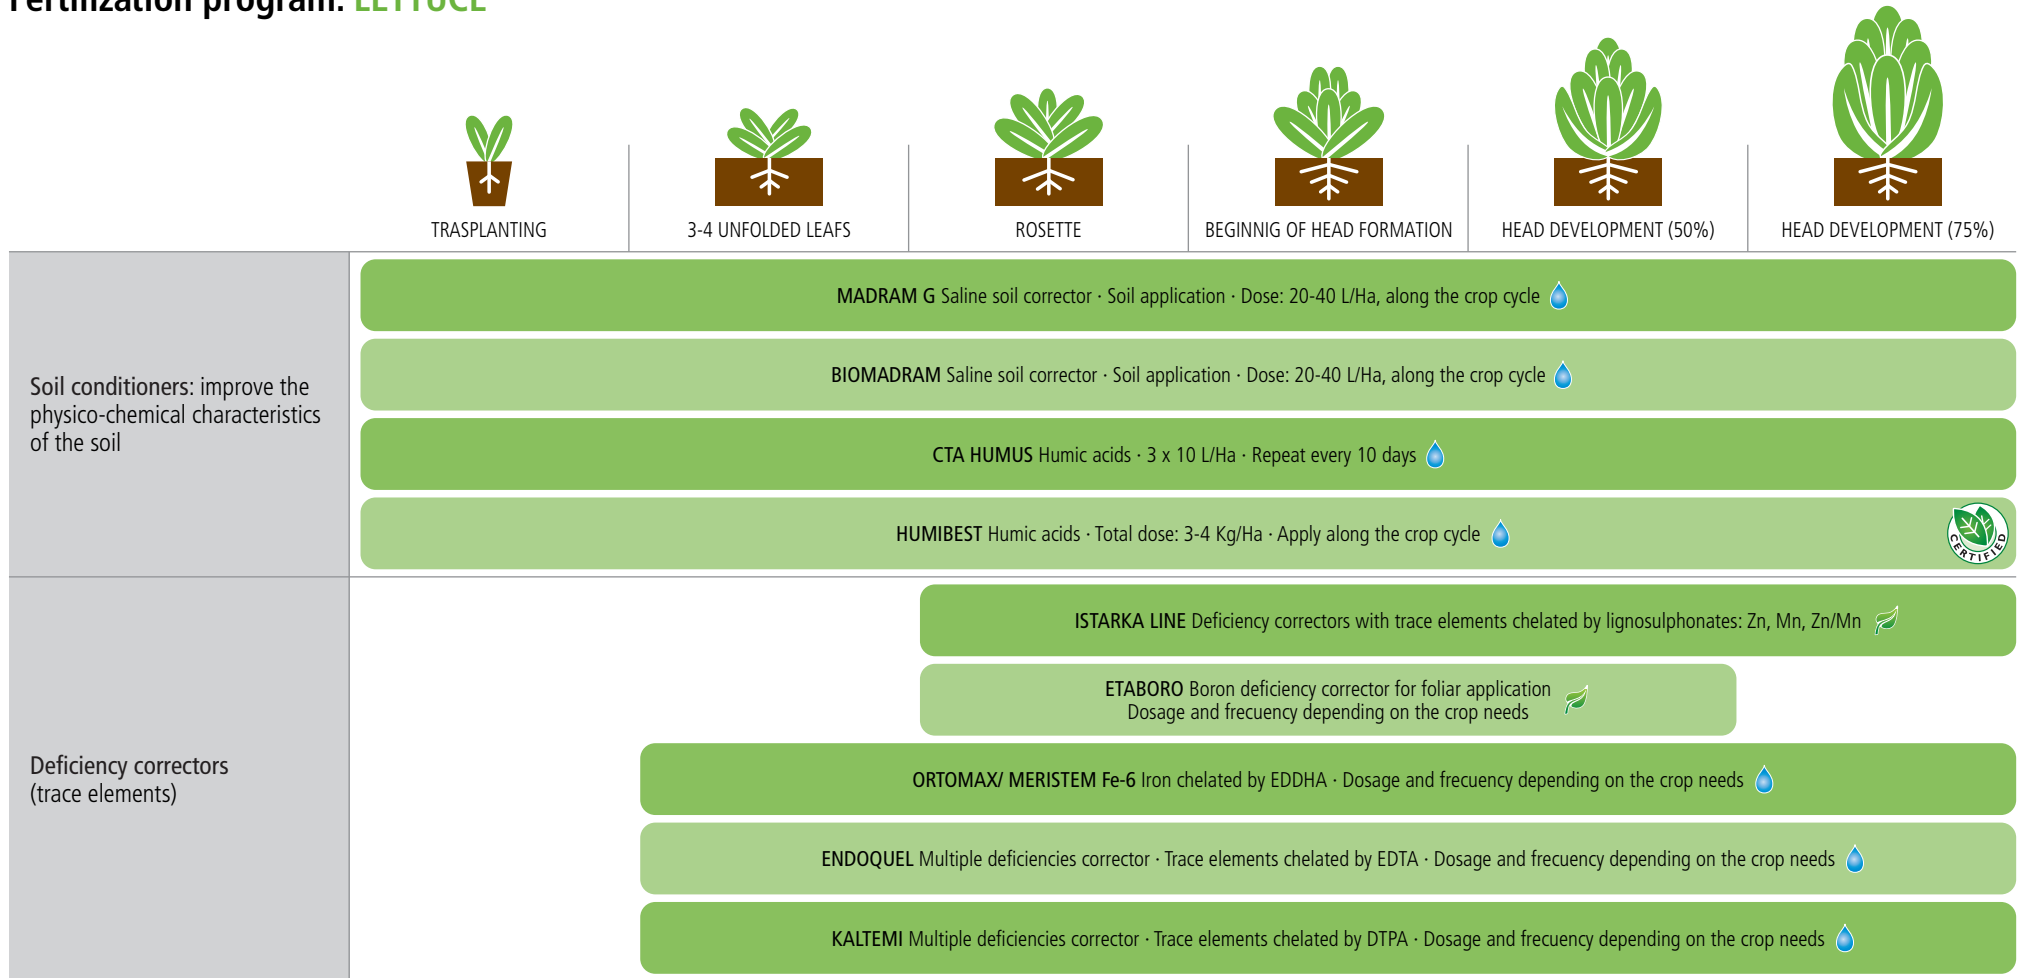 Fertilization program: LETTUCE
TRASPLANTING
3-4 UNFOLDED LEAFS
ROSETTE
BEGINNIG OF HEAD FORMATION
HEAD DEVELOPMENT (50%)
HEAD DEVELOPMENT (75%)
Soil conditioners: improve the
physico-chemical characteristics
of the soil
MADRAM G Saline soil corrector · Soil application · Dose: 20-40 L/Ha, along the crop cycle
BIOMADRAM Saline soil corrector · Soil application · Dose: 20-40 L/Ha, along the crop cycle
CTA HUMUS Humic acids · 3 x 10 L/Ha · Repeat every 10 days
HUMIBEST Humic acids · Total dose: 3-4 Kg/Ha · Apply along the crop cycle
CERTIFIED
Deficiency correctors
(trace elements)
ISTARKA LINE Deficiency correctors with trace elements chelated by lignosulphonates: Zn, Mn, Zn/Mn
ETABORO Boron deficiency corrector for foliar application
Dosage and frecuency depending on the crop needs
ORTOMAX/ MERISTEM Fe-6 Iron chelated by EDDHA · Dosage and frecuency depending on the crop needs
ENDOQUEL Multiple deficiencies corrector · Trace elements chelated by EDTA · Dosage and frecuency depending on the crop needs
KALTEMI Multiple deficiencies corrector · Trace elements chelated by DTPA · Dosage and frecuency depending on the crop needs